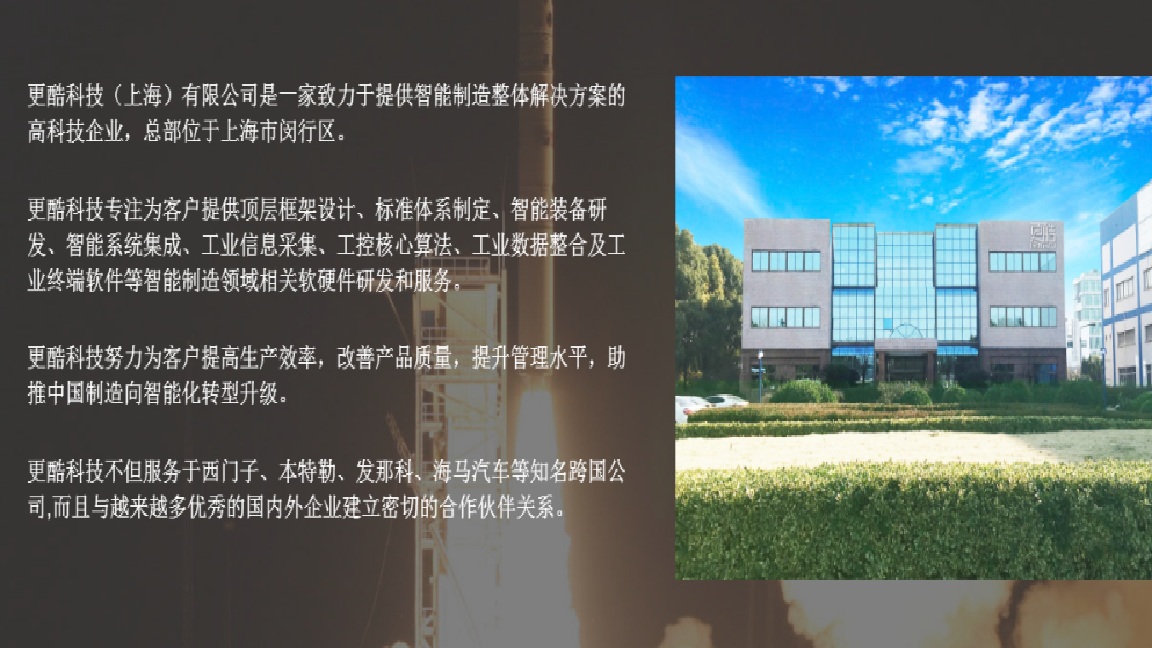 更酷科技（上海）有限公司是一家致力于提供智能制造整体解决方案的
高科技企业，总部位于上海市闵行区。
更酷科技专注为客户提供顶层框架设计、标准体系制定、智能装备研
发、智能系统集成、工业信息采集、工控核心算法、工业数据整合及工
业终端软件等智能制造领域相关软硬件研发和服务。
更酷科技努力为客户提高生产效率，改善产品质量，提升管理水平，助
推中国制造向智能化转型升级。
更酷科技不但服务于西门子、本特勒、发那科、海马汽车等知名跨国公
司,而且与越来越多优秀的国内外企业建立密切的合作伙伴关系。